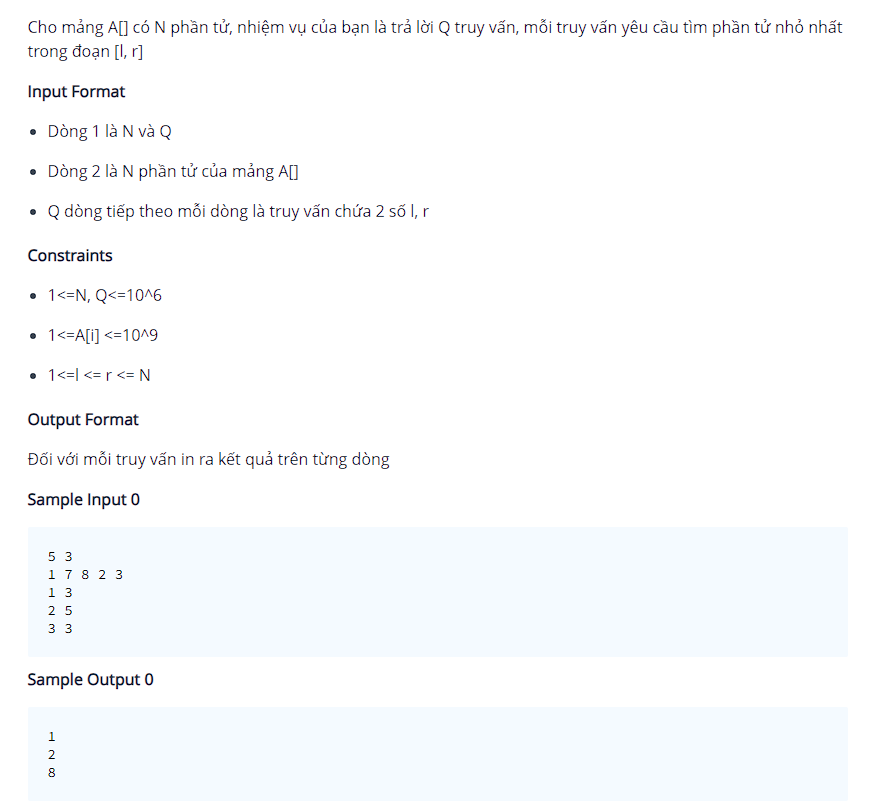 Cho mảng A[] có N phần tử, nhiệm vụ của bạn là trả lời Q truy vấn, mỗi truy vấn yêu cầu tìm phần tử nhỏ nhất
trong đoạn [l, r]
Input Format
• Dòng 1 là N và Q
• Dòng 2 là N phần tử của mảng A[]
• Q dòng tiếp theo mỗi dòng là truy vấn chứa 2 số l, r
Constraints
• 1<=N, Q<=10^6
• 1<=A[i] <=10^9
• 1<=l <= r <= N
Output Format
Đối với mỗi truy vấn in ra kết quả trên từng dòng
Sample Input 0
5 3
1 7 8 2 3
1 3
2 5
3 3
Sample Output 0
1
2
8